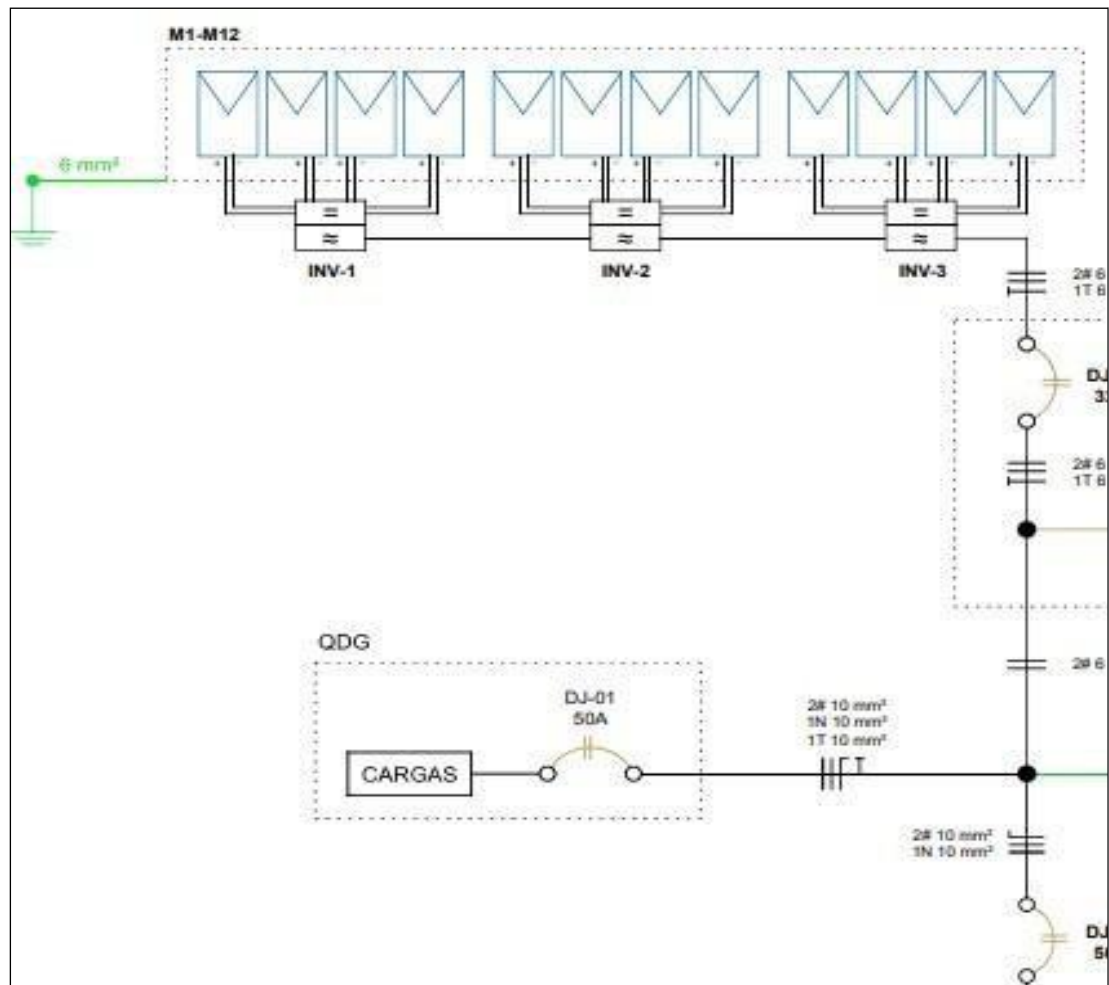 M1-M12
6 mm²
INV-1
INV-2
INV-3
2# 6
1T 6
DJ
2# 6
1T 6
2# 6
QDG
DJ-01
50A
CARGAS
2# 10 mm²
1N 10 mm²
1T 10 mm²
T
2# 10 mm²
1N 10 mm²
DJ